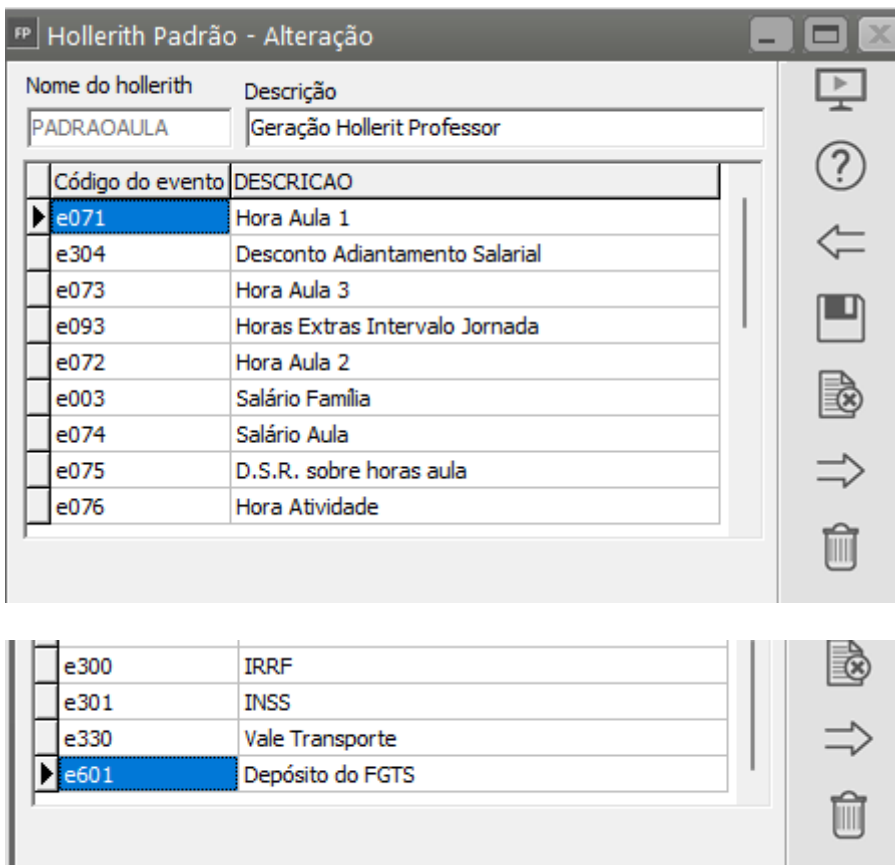 FP Hollerith Padrão - Alteração
Nome do hollerith Descrição
PADRAOAULA Geração Hollerit Professor
Código do evento DESCRICAO
e071 Hora Aula 1
e304 Desconto Adiantamento Salarial
e073 Hora Aula 3
e093 Horas Extras Intervalo Jornada
e072 Hora Aula 2
e003 Salário Família
e074 Salário Aula
e075 D.S.R. sobre horas aula
e076 Hora Atividade
e300 IRRF
e301 INSS
e330 Vale Transporte
e601 Depósito do FGTS